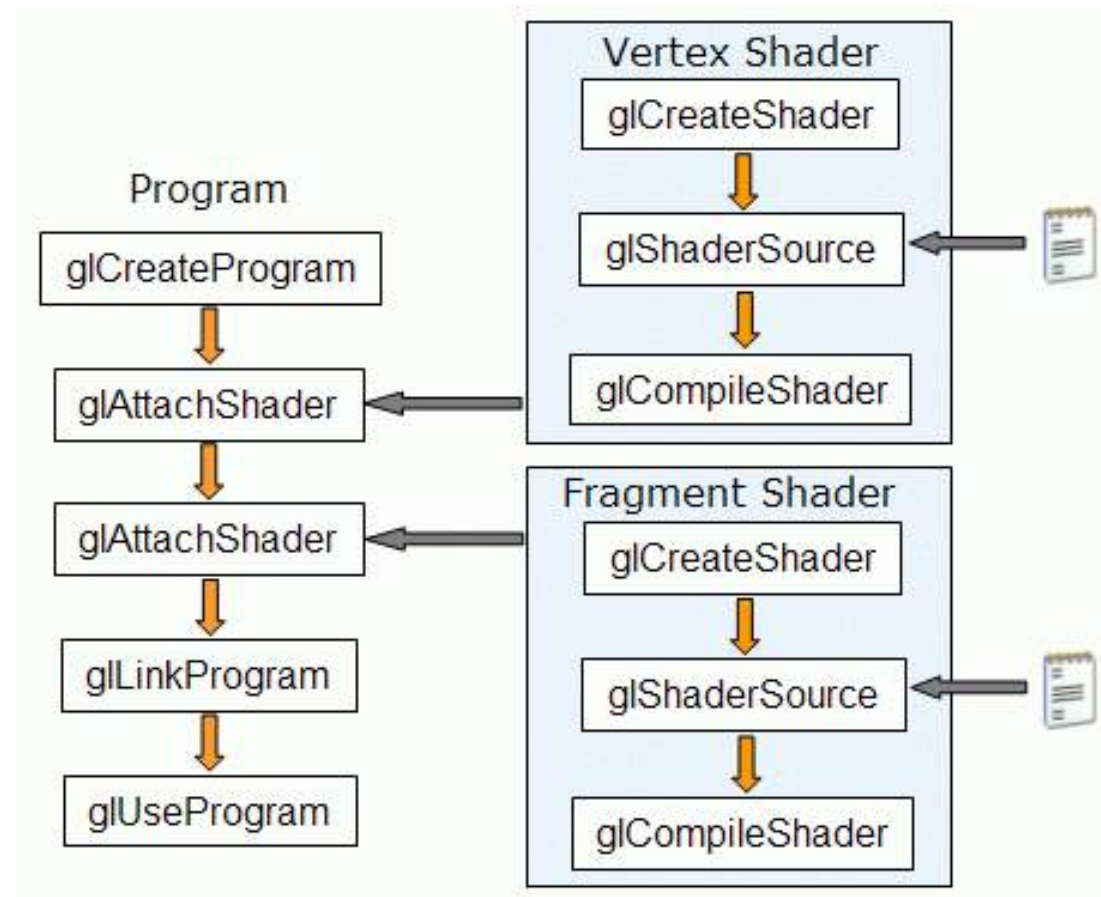 Program
glCreateProgram
glAttachShader
glAttachShader
glLinkProgram
glUseProgram
Vertex Shader
glCreateShader
glShaderSource
glCompileShader
Fragment Shader
glCreateShader
glShaderSource
glCompileShader